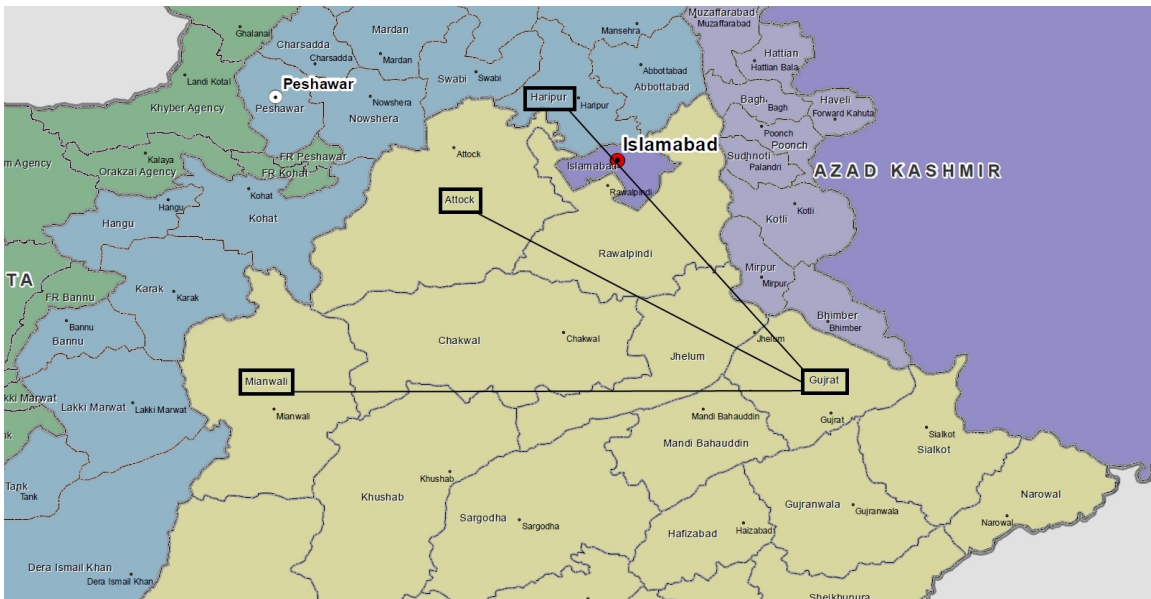 Ghalanai
Charsadda
Charsadda
Mardan
Mardan
Mansehra
Muzaffarabad
Muzaffarabad
Hattian
Hattian Bala
Landi Kotal
Peshawar
Peshawar
Khyber Agency
Nowshera
Nowshera
Swabi
Swabi
Haripur
Haripur
Abbottabad
Abbottabad
Bagh
Bagh
Haveli
Forward Kahuta
Poonch
Poonch
Sudhnoti
Palandri
AZAD KASHMIR
Kalaya
Orakzai Agency
FR Peshawar
FR Kohat
m Agency
Attock
Attock
Islamabad
Islamabad
Rawalpindi
Rawalpindi
Kotli
Kotli
Hangu
Hangu
Kohat
Kohat
TA
Karak
Karak
FR Bannu
Bannu
Bannu
Mirpur
Mirpur
Bhimber
Bhimber
Chakwal
Chakwal
Jhelum
Jhelum
Mianwali
Mianwali
Gujrat
Gujrat
kki Marwat
Lakki Marwat
Lakki Marwat
Mandi Bahauddin
Mandi Bahauddin
Sialkot
Sialkot
Tank
Tank
Khushab
Khushab
Sargodha
Sargodha
Hafizabad
Haizabad
Gujranwala
Gujranwala
Narowal
Narowal
Dera Ismail Khan
Dera Ismail Khan
Sheikhupura